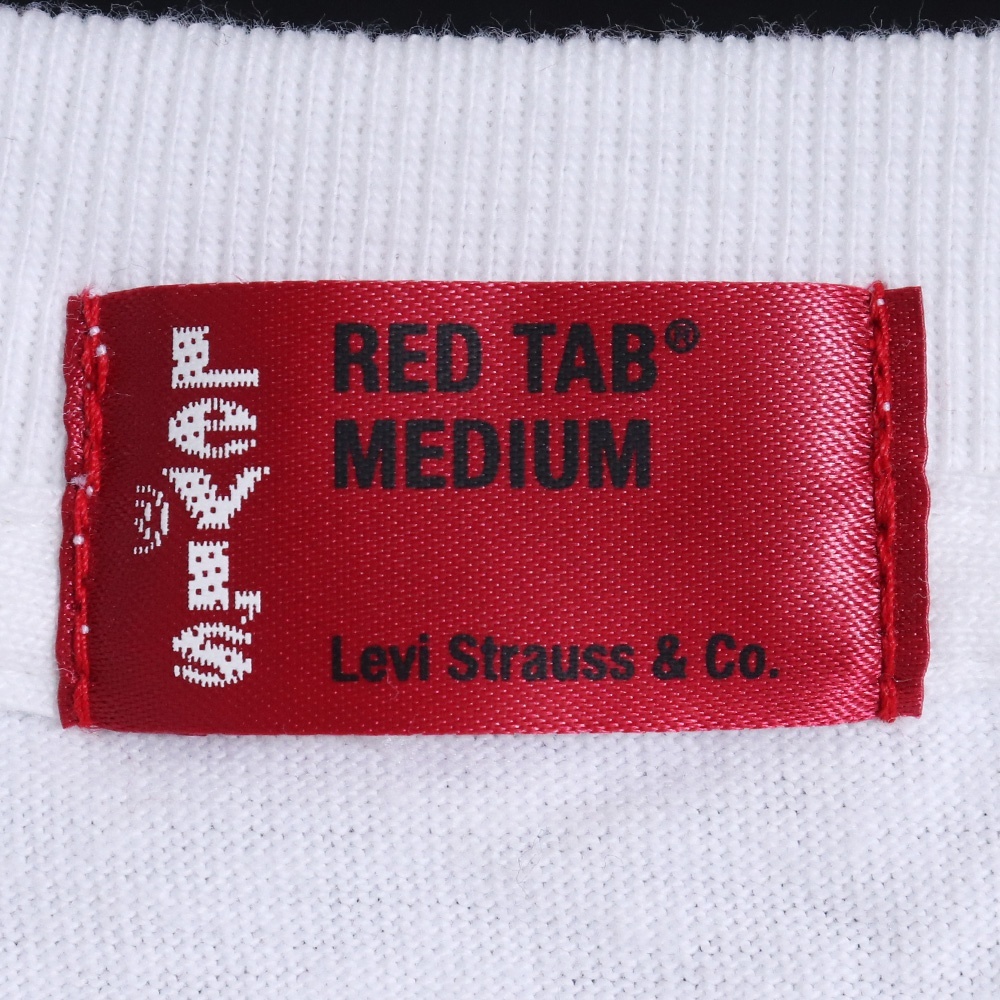 LEVI'S®
RED TAB®
MEDIUM
Levi Strauss & Co.